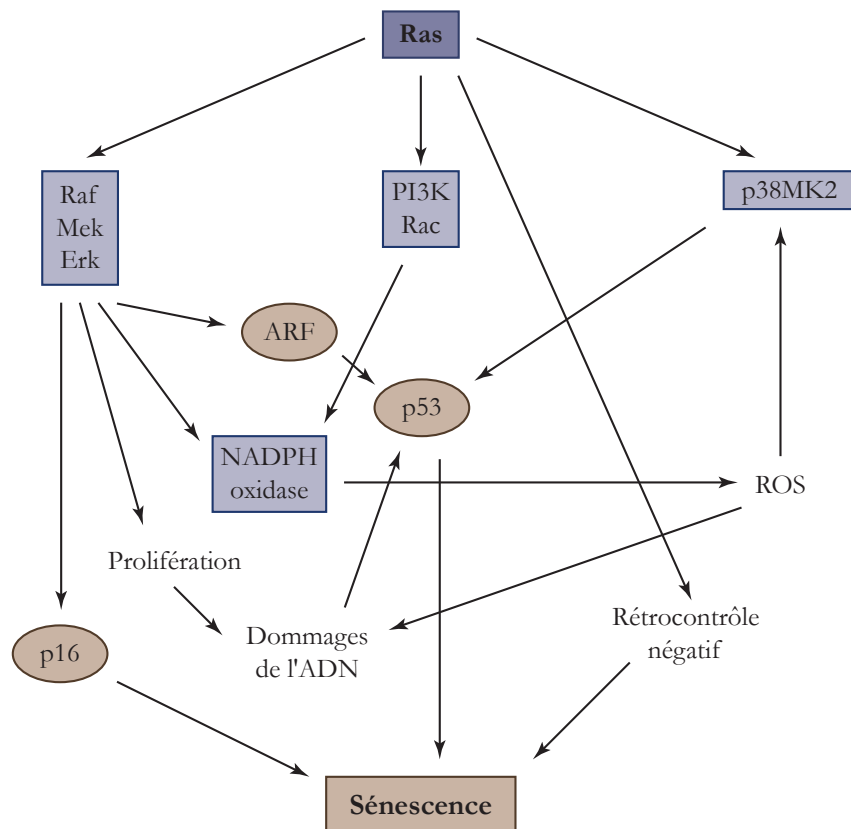 Ras
Raf
Mek
Erk
PI3K
Rac
p38MK2
ARF
p53
NADPH
oxidase
ROS
Prolifération
p16
Dommages
de l'ADN
Rétrocontrôle
négatif
Sénescence